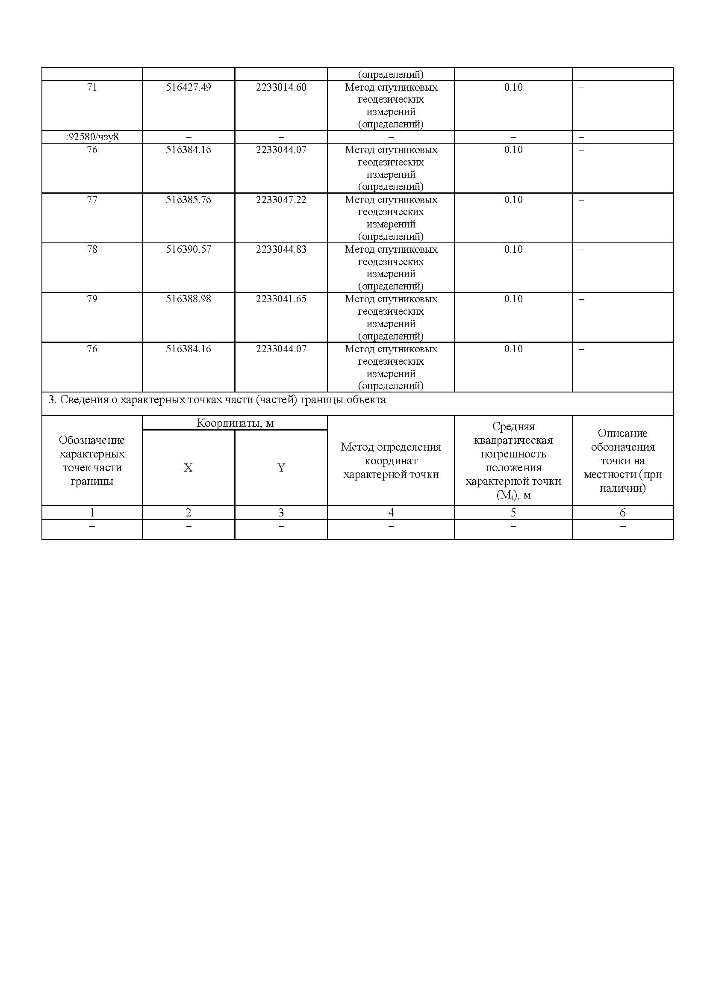 (определений)
71 516427.49 2233014.60 Метод спутниковых 0.10 –
геодезических
измерений
(определений)
:92580/чзу8 – – – – –
76 516384.16 2233044.07 Метод спутниковых 0.10 –
геодезических
измерений
(определений)
77 516385.76 2233047.22 Метод спутниковых 0.10 –
геодезических
измерений
(определений)
78 516390.57 2233044.83 Метод спутниковых 0.10 –
геодезических
измерений
(определений)
79 516388.98 2233041.65 Метод спутниковых 0.10 –
геодезических
измерений
(определений)
76 516384.16 2233044.07 Метод спутниковых 0.10 –
геодезических
измерений
(определений)
3. Сведения о характерных точках части (частей) границы объекта
Обозначение
характерных
точек части
границы
Координаты, м
X Y
Метод определения
координат
характерной точки
Средняя
квадратическая
погрешность
положения
характерной точки
(Mt), м
Описание
обозначения
точки на
местности (при
наличии)
1 2 3 4 5 6
– – – – – –